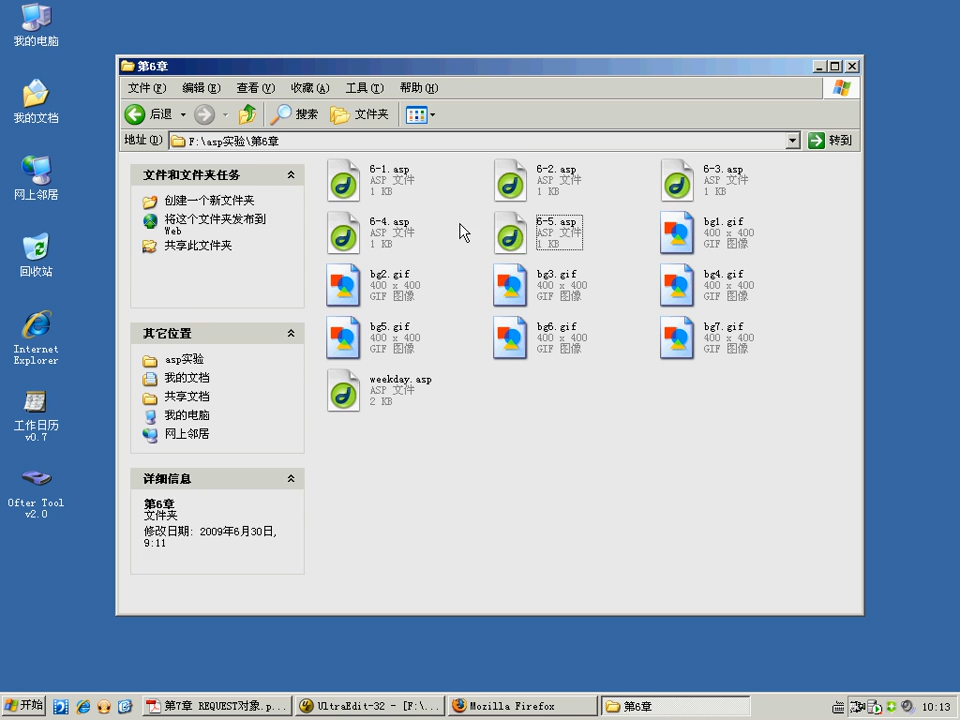 我的电脑
我的文档
网上邻居
回收站
Internet
Explorer
工作日历
v0.7
Ofter Tool
v2.0
第6章
文件(F) 编辑(E) 查看(V) 收藏(A) 工具(T) 帮助(H)
后退 搜索 文件夹
地址(D) F:\asp实验\第6章 转到
文件和文件夹任务
创建一个新文件夹
将这个文件夹发布到
Web
共享此文件夹
其它位置
asp实验
我的文档
共享文档
我的电脑
网上邻居
详细信息
第6章
文件夹
修改日期: 2009年6月30日,
9:11
6-1.asp
ASP 文件
1 KB
6-2.asp
ASP 文件
1 KB
6-3.asp
ASP 文件
1 KB
6-4.asp
ASP 文件
1 KB
6-5.asp
ASP 文件
1 KB
bg1.gif
400 x 400
GIF 图像
bg2.gif
400 x 400
GIF 图像
bg3.gif
400 x 400
GIF 图像
bg4.gif
400 x 400
GIF 图像
bg5.gif
400 x 400
GIF 图像
bg6.gif
400 x 400
GIF 图像
bg7.gif
400 x 400
GIF 图像
weekday.asp
ASP 文件
2 KB
开始 第7章 REQUEST对象.p... UltraEdit-32 - [F:\... Mozilla Firefox 第6章 10:13